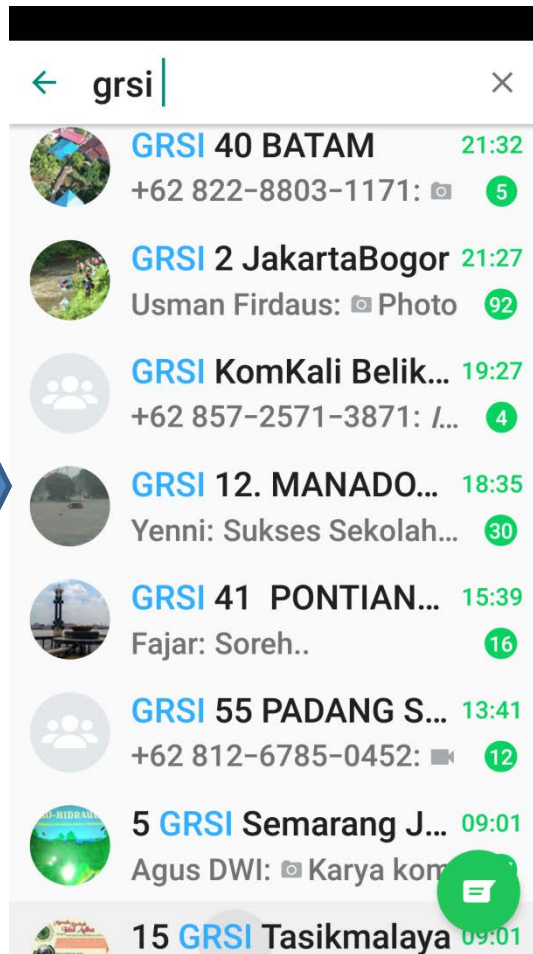 grsi
GRSI 40 BATAM 21:32
+62 822-8803-1171: 5
GRSI 2 JakartaBogor 21:27
Usman Firdaus: Photo 92
GRSI KomKali Belik... 19:27
+62 857-2571-3871: /... 4
GRSI 12. MANADO... 18:35
Yenni: Sukses Sekolah... 30
GRSI 41 PONTIAN... 15:39
Fajar: Soreh.. 16
GRSI 55 PADANG S... 13:41
+62 812-6785-0452: 12
O-HIDRAU
5 GRSI Semarang J... 09:01
Agus DWI: Karya kom
15 GRSI Tasikmalaya 09:01